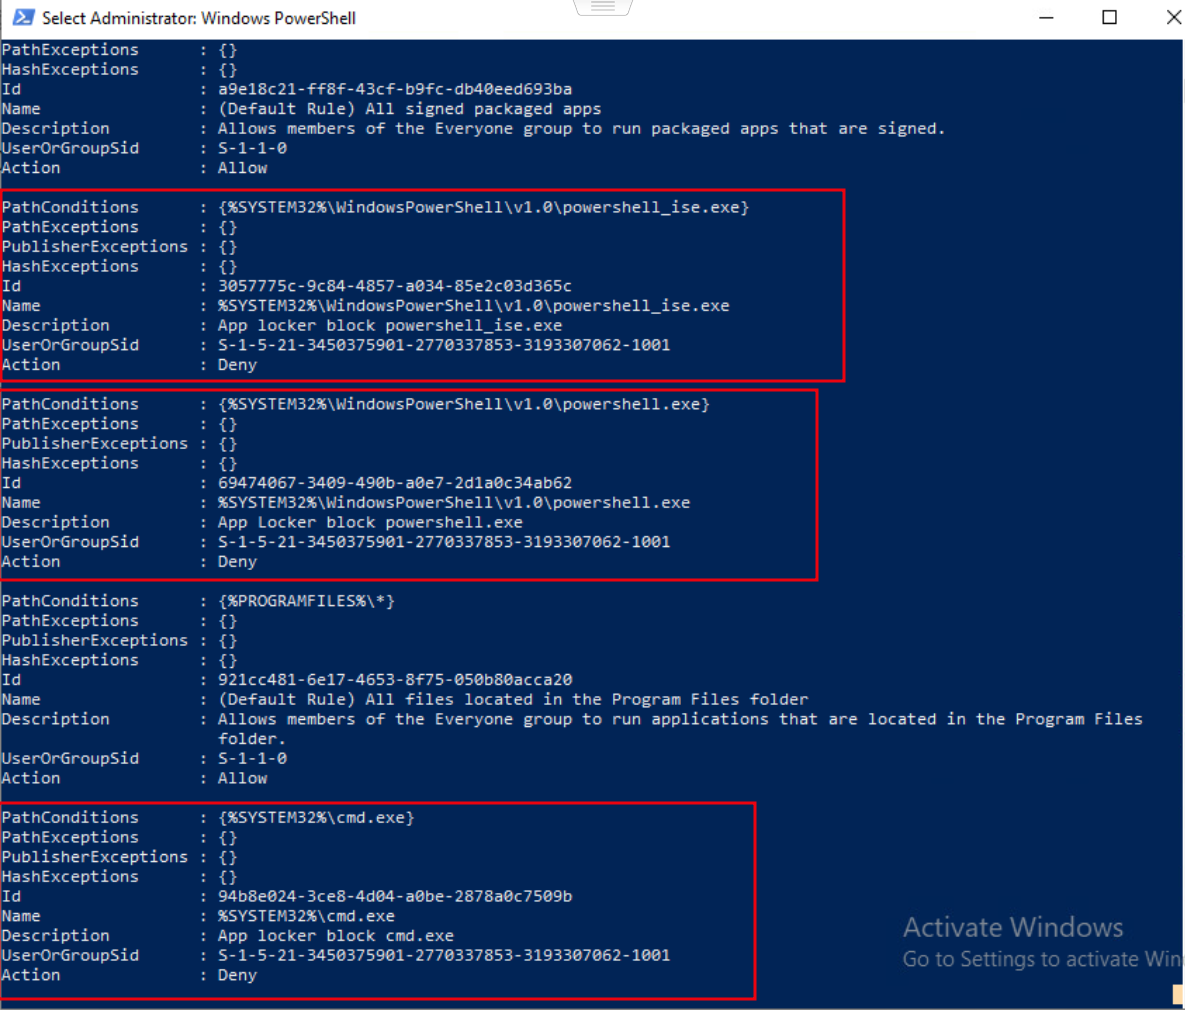 Select Administrator: Windows PowerShell
PathExceptions : {}
HashExceptions : {}
Id : a9e18c21-ff8f-43cf-b9fc-db40eed693ba
Name : (Default Rule) All signed packaged apps
Description : Allows members of the Everyone group to run packaged apps that are signed.
UserOrGroupSid : S-1-1-0
Action : Allow
PathConditions : {%SYSTEM32%\WindowsPowerShell\v1.0\powershell_ise.exe}
PathExceptions : {}
PublisherExceptions : {}
HashExceptions : {}
Id : 3057775c-9c84-4857-a034-85e2c03d365c
Name : %SYSTEM32%\WindowsPowerShell\v1.0\powershell_ise.exe
Description : App locker block powershell_ise.exe
UserOrGroupSid : S-1-5-21-3450375901-2770337853-3193307062-1001
Action : Deny
PathConditions : {%SYSTEM32%\WindowsPowerShell\v1.0\powershell.exe}
PathExceptions : {}
PublisherExceptions : {}
HashExceptions : {}
Id : 69474067-3409-490b-a0e7-2d1a0c34ab62
Name : %SYSTEM32%\WindowsPowerShell\v1.0\powershell.exe
Description : App Locker block powershell.exe
UserOrGroupSid : S-1-5-21-3450375901-2770337853-3193307062-1001
Action : Deny
PathConditions : {%PROGRAMFILES%\*}
PathExceptions : {}
PublisherExceptions : {}
HashExceptions : {}
Id : 921cc481-6e17-4653-8f75-050b80acca20
Name : (Default Rule) All files located in the Program Files folder
Description : Allows members of the Everyone group to run applications that are located in the Program Files
folder.
UserOrGroupSid : S-1-1-0
Action : Allow
PathConditions : {%SYSTEM32%\cmd.exe}
PathExceptions : {}
PublisherExceptions : {}
HashExceptions : {}
Id : 94b8e024-3ce8-4d04-a0be-2878a0c7509b
Name : %SYSTEM32%\cmd.exe
Description : App locker block cmd.exe
UserOrGroupSid : S-1-5-21-3450375901-2770337853-3193307062-1001
Action : Deny
Activate Windows
Go to Settings to activate Win